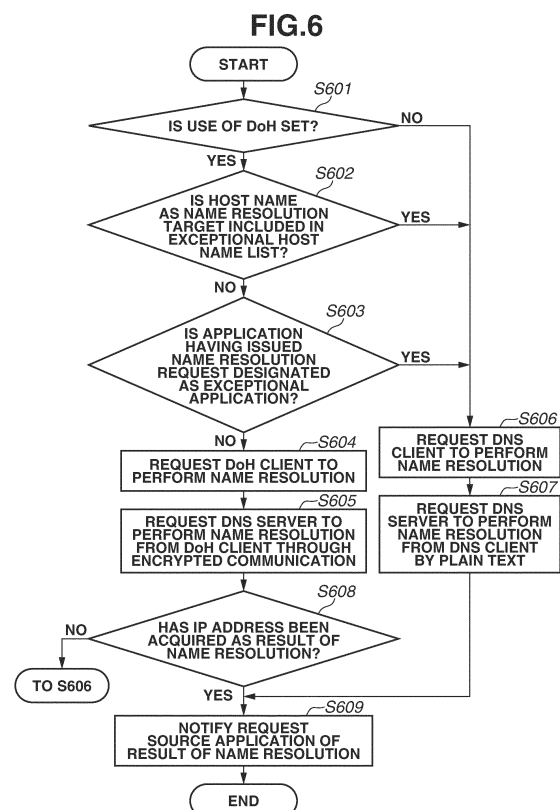 FIG.6
START
S601
IS USE OF DoH SET?
NO
YES
S602
IS HOST NAME
AS NAME RESOLUTION
TARGET INCLUDED IN
EXCEPTIONAL HOST
NAME LIST?
YES
NO
S603
IS APPLICATION
HAVING ISSUED
NAME RESOLUTION
REQUEST DESIGNATED
AS EXCEPTIONAL
APPLICATION?
YES
NO
S604
REQUEST DoH CLIENT TO
PERFORM NAME RESOLUTION
S605
REQUEST DNS SERVER TO
PERFORM NAME RESOLUTION
FROM DoH CLIENT THROUGH
ENCRYPTED COMMUNICATION
S606
REQUEST DNS
CLIENT TO PERFORM
NAME RESOLUTION
S607
REQUEST DNS
SERVER TO PERFORM
NAME RESOLUTION
FROM DNS CLIENT
BY PLAIN TEXT
S608
HAS IP ADDRESS BEEN
ACQUIRED AS RESULT OF
NAME RESOLUTION?
NO
TO S606
YES
S609
NOTIFY REQUEST
SOURCE APPLICATION OF
RESULT OF NAME RESOLUTION
END